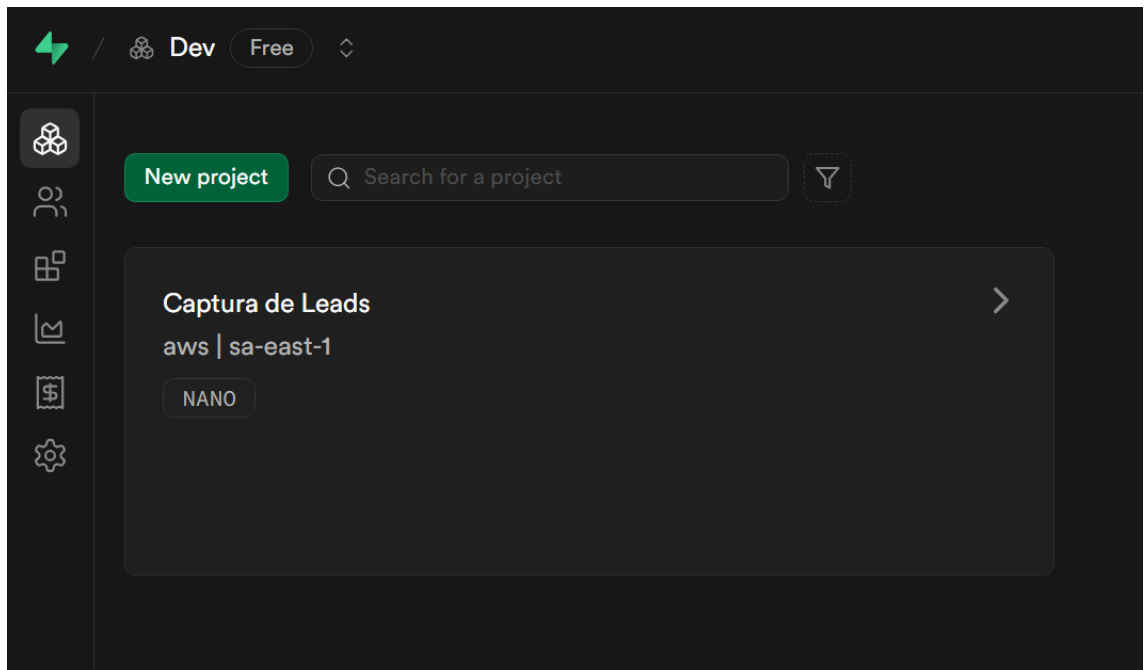 / Dev Free
New project Search for a project
Captura de Leads
aws | sa-east-1
NANO